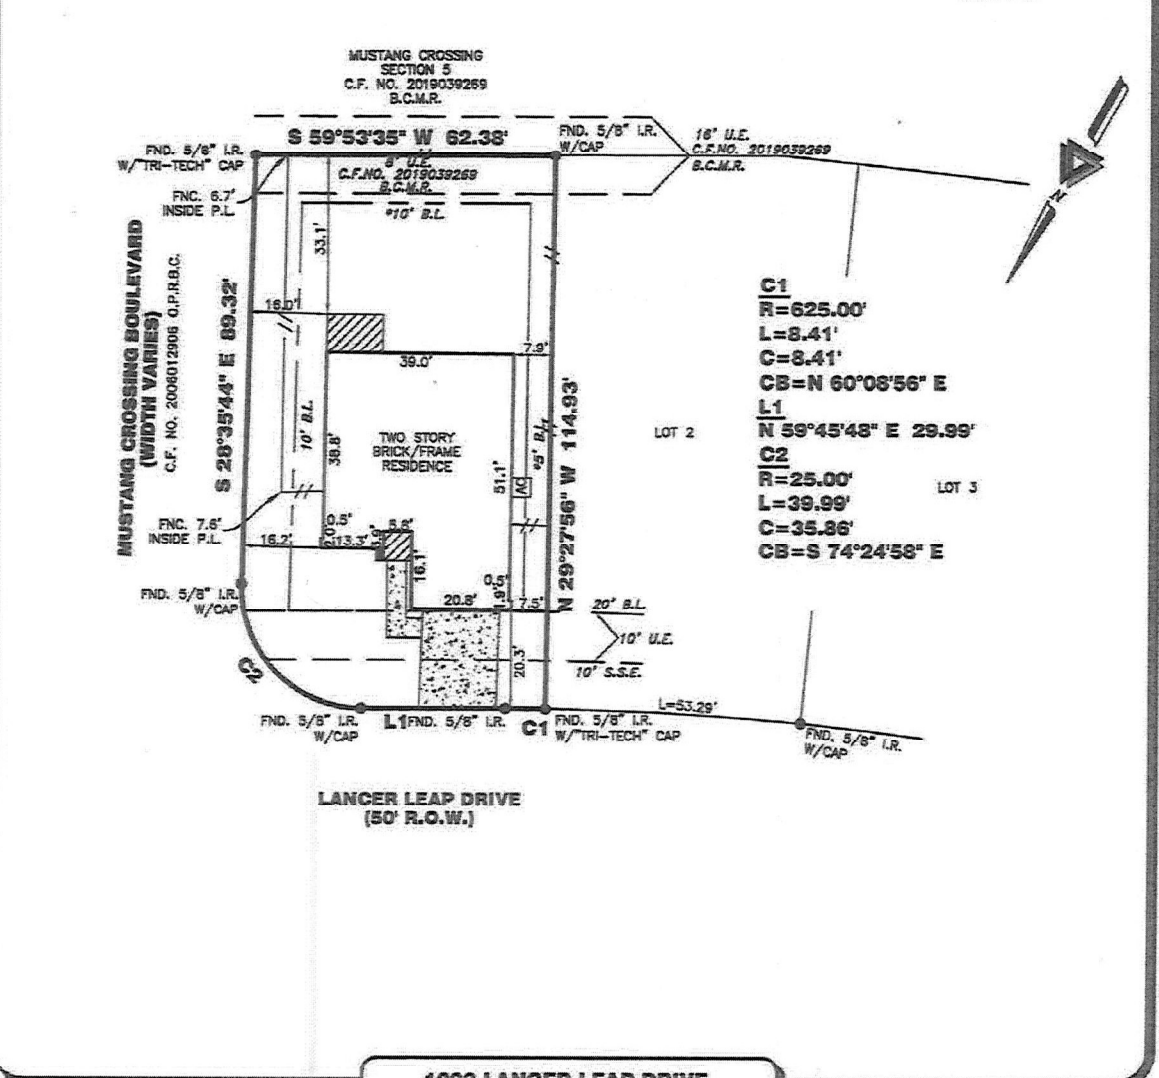 MUSTANG CROSSING
SECTION 5
C.F. NO. 2019039269
B.C.M.R.
S 59°53'35" W 62.38'
FND. 5/8" I.R.
W/"TRI-TECH" CAP
FND. 5/8" I.R.
W/CAP
16' U.E.
C.F.NO. 2019039269
B.C.M.R.
8' U.E.
C.F.NO. 2019039269
B.C.M.R.
*10' B.L.
FNC. 6.7'
INSIDE P.L.
33.1'
N
MUSTANG CROSSING BOULEVARD
(WIDTH VARIES)
C.F. NO. 2006012906 O.P.R.B.C.
S 28°35'44" E 89.32'
16.0'
39.0'
7.9'
10' B.L.
38.8'
TWO STORY
BRICK/FRAME
RESIDENCE
51.1'
AC
*5' B.L.
N 29°27'56" W 114.93'
LOT 2
C1
R=625.00'
L=8.41'
C=8.41'
CB=N 60°08'56" E
L1
N 59°45'48" E 29.99'
C2
R=25.00'
L=39.99'
C=35.86'
CB=S 74°24'58" E
LOT 3
FNC. 7.6'
INSIDE P.L.
16.2'
0.5'
2.0'
13.3'
5.8'
16.1'
20.8'
0.5'
1.9'
7.5'
20' B.L.
10' U.E.
10' S.S.E.
20.3'
FND. 5/8" I.R.
W/CAP
C2
FND. 5/8" I.R.
W/CAP
L1
FND. 5/8" I.R.
C1
FND. 5/8" I.R.
W/"TRI-TECH" CAP
L=53.29'
FND. 5/8" I.R.
W/CAP
LANCER LEAP DRIVE
(50' R.O.W.)
LANCER LEAP DRIVE